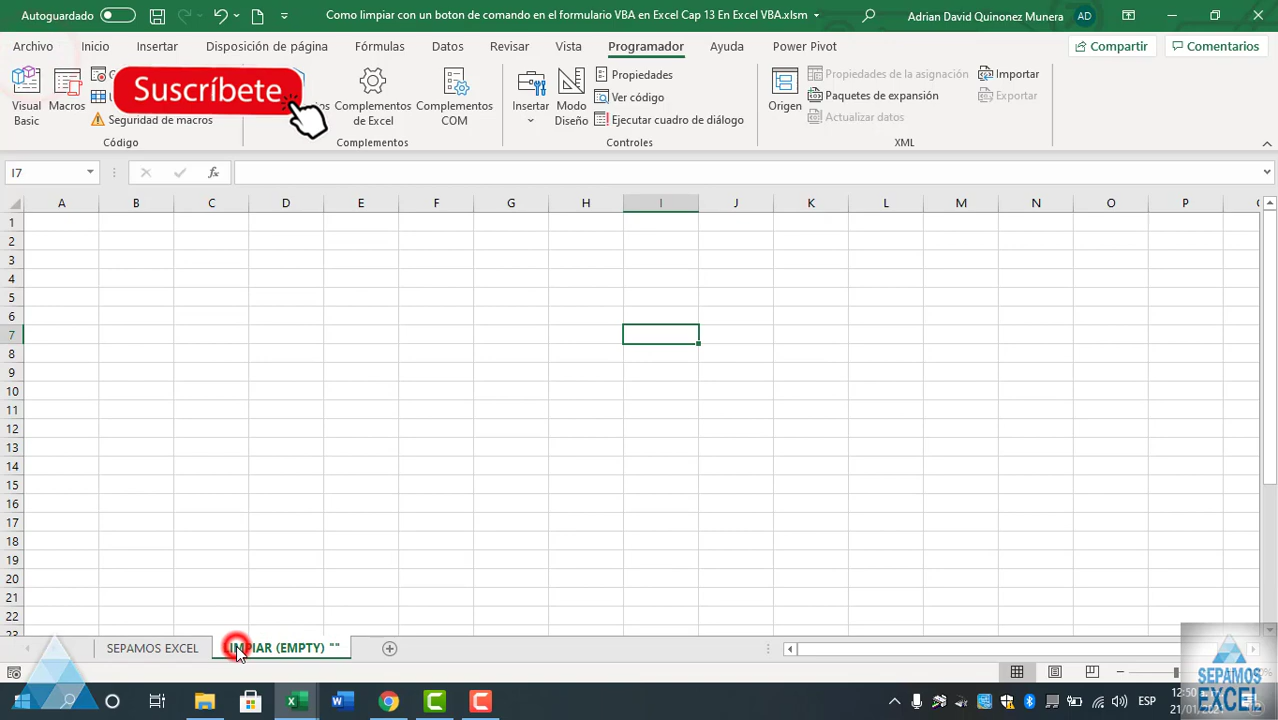 Autoguardado
Como limpiar con un boton de comando en el formulario VBA en Excel Cap 13 En Excel VBA.xlsm
Adrian David Quinonez Munera
AD
Archivo Inicio Insertar Disposición de página Fórmulas Datos Revisar Vista Programador Ayuda Power Pivot
Compartir Comentarios
Visual Basic
Macros
Suscríbete
Seguridad de macros
Código
Complementos de Excel
Complementos COM
Complementos
Insertar
Modo Diseño
Propiedades
Ver código
Ejecutar cuadro de diálogo
Controles
Origen
Propiedades de la asignación
Paquetes de expansión
Actualizar datos
Importar
Exportar
XML
I7
fx
A B C D E F G H I J K L M N O P
1
2
3
4
5
6
7
8
9
10
11
12
13
14
15
16
17
18
19
20
21
22
23
SEPAMOS EXCEL
LIMPIAR (EMPTY) ""
ESP
21/01/2021
SEPAMOS
EXCEL